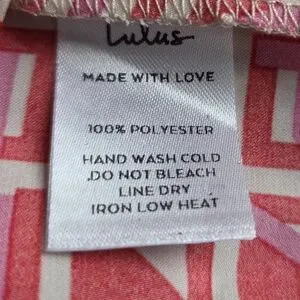 Lulus
MADE WITH LOVE
100% POLYESTER
HAND WASH COLD
DO NOT BLEACH
LINE DRY
IRON LOW HEAT